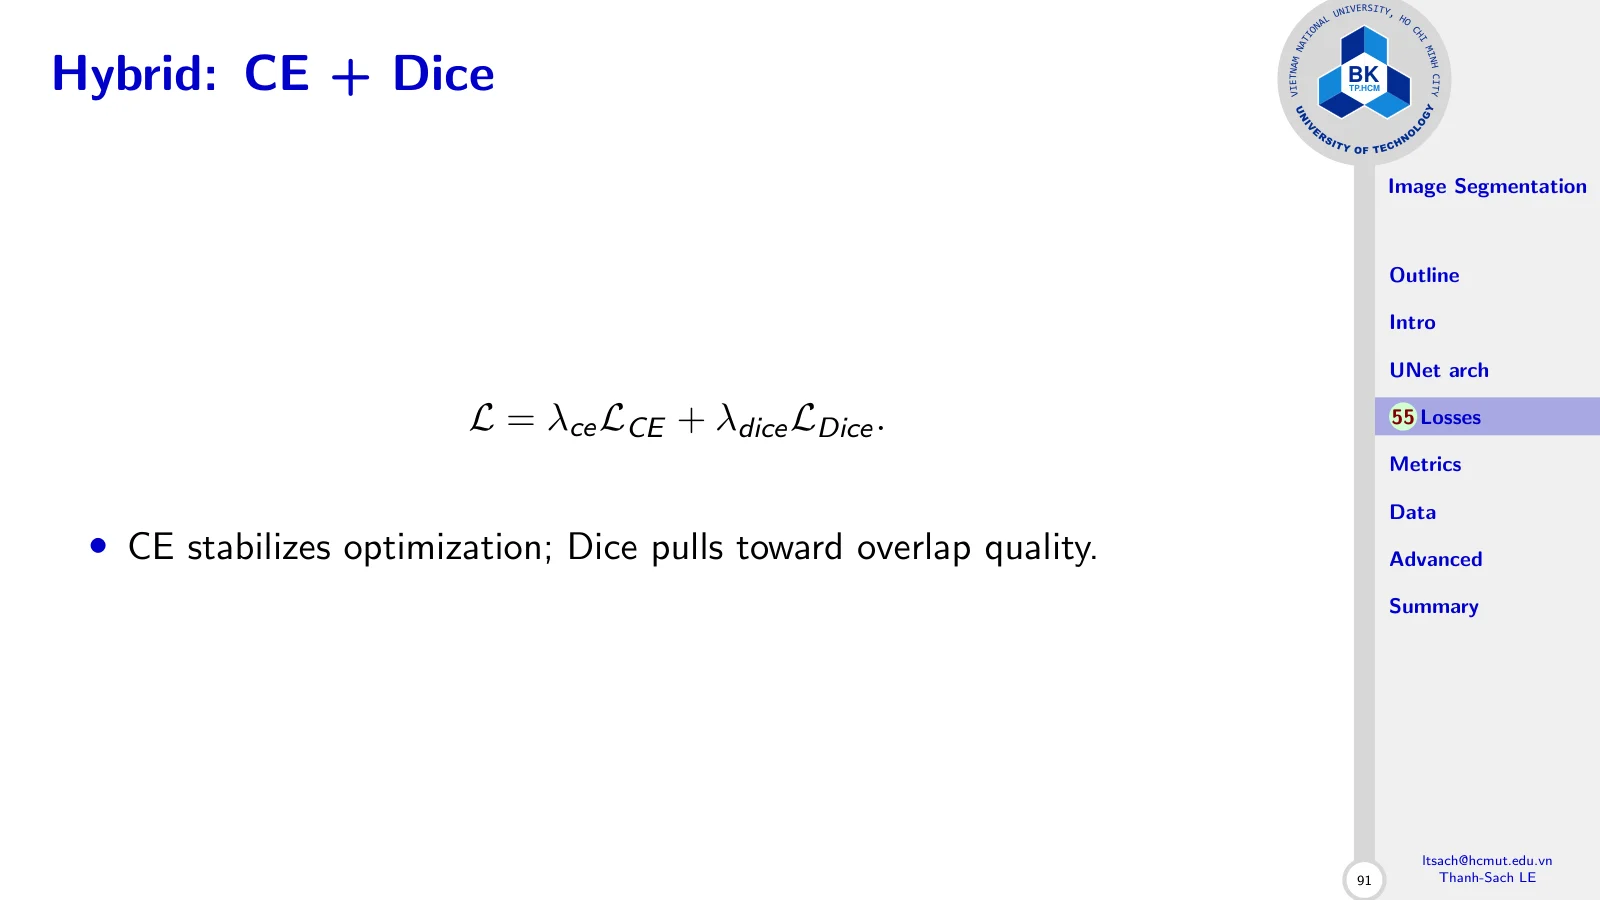 Hybrid: CE + Dice
VIETNAM NATIONAL UNIVERSITY, HO CHI MINH CITY
BK
TP.HCM
UNIVERSITY OF TECHNOLOGY
ℒ = λ_ce ℒ_CE + λ_dice ℒ_Dice.
• CE stabilizes optimization; Dice pulls toward overlap quality.
Image Segmentation
Outline
Intro
UNet arch
55 Losses
Metrics
Data
Advanced
Summary
ltsach@hcmut.edu.vn
Thanh-Sach LE
91